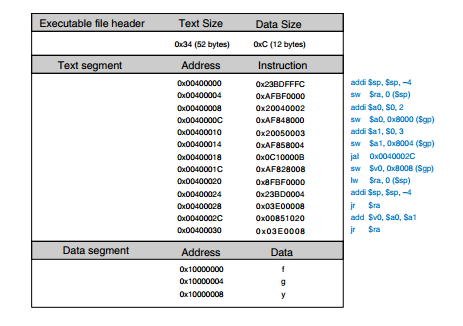 Executable file header Text Size Data Size
0x34 (52 bytes) 0xC (12 bytes)
Text segment Address Instruction
0x00400000 0x23BDFFFC addi $sp, $sp, –4
0x00400004 0xAFBF0000 sw $ra, 0 ($sp)
0x00400008 0x20040002 addi $a0, $0, 2
0x0040000C 0xAF848000 sw $a0, 0x8000 ($gp)
0x00400010 0x20050003 addi $a1, $0, 3
0x00400014 0xAF858004 sw $a1, 0x8004 ($gp)
0x00400018 0x0C10000B jal 0x0040002C
0x0040001C 0xAF828008 sw $v0, 0x8008 ($gp)
0x00400020 0x8FBF0000 lw $ra, 0 ($sp)
0x00400024 0x23BD0004 addi $sp, $sp, –4
0x00400028 0x03E00008 jr $ra
0x0040002C 0x00851020 add $v0, $a0, $a1
0x00400030 0x03E0008 jr $ra
Data segment Address Data
0x10000000 f
0x10000004 g
0x10000008 y